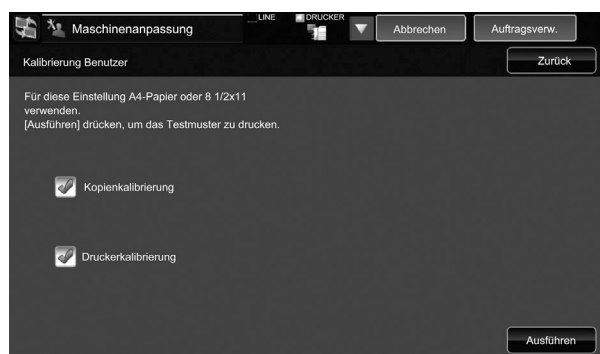 Maschinenanpassung
LINE
DRUCKER
Abbrechen
Auftragsverw.
Kalibrierung Benutzer
Zurück
Für diese Einstellung A4-Papier oder 8 1/2x11
verwenden.
[Ausführen] drücken, um das Testmuster zu drucken.
Kopienkalibrierung
Druckerkalibrierung
Ausführen